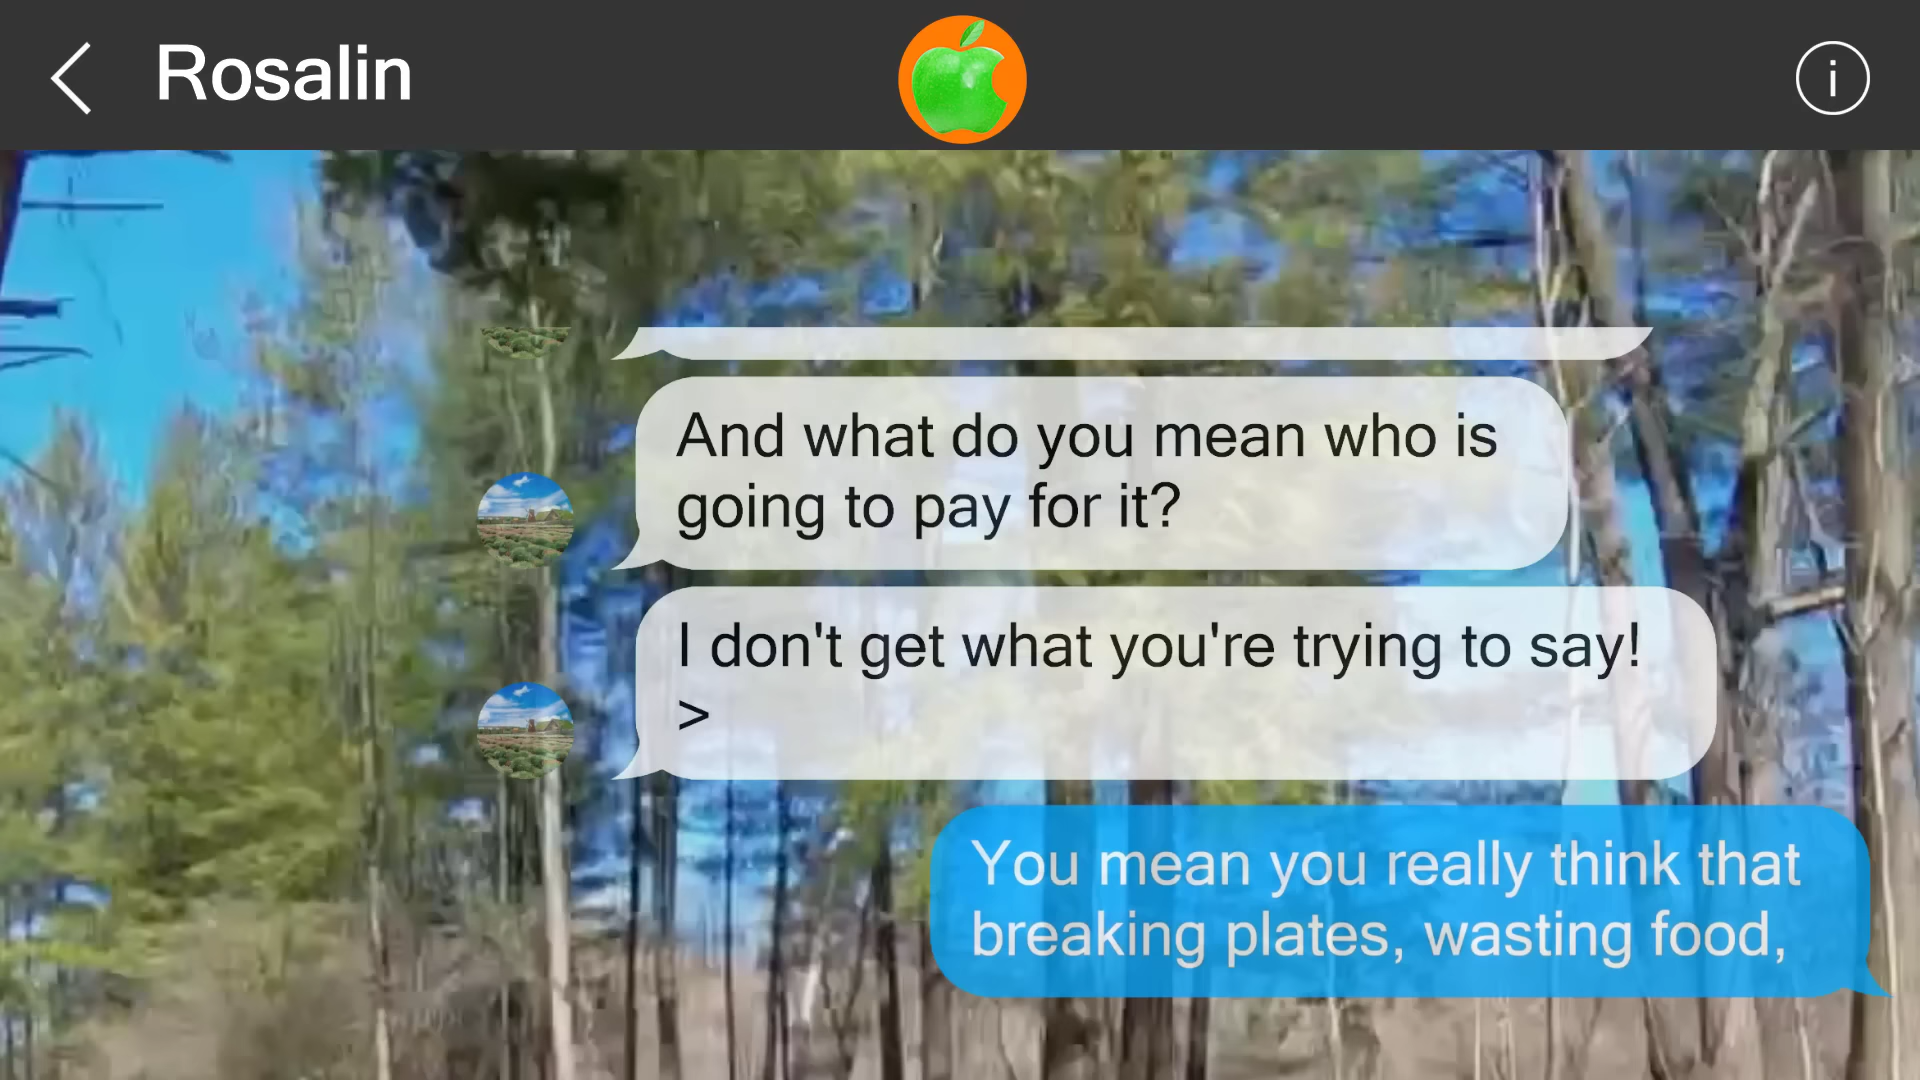 Rosalin
i
And what do you mean who is
going to pay for it?
I don't get what you're trying to say!
>
You mean you really think that
breaking plates, wasting food,